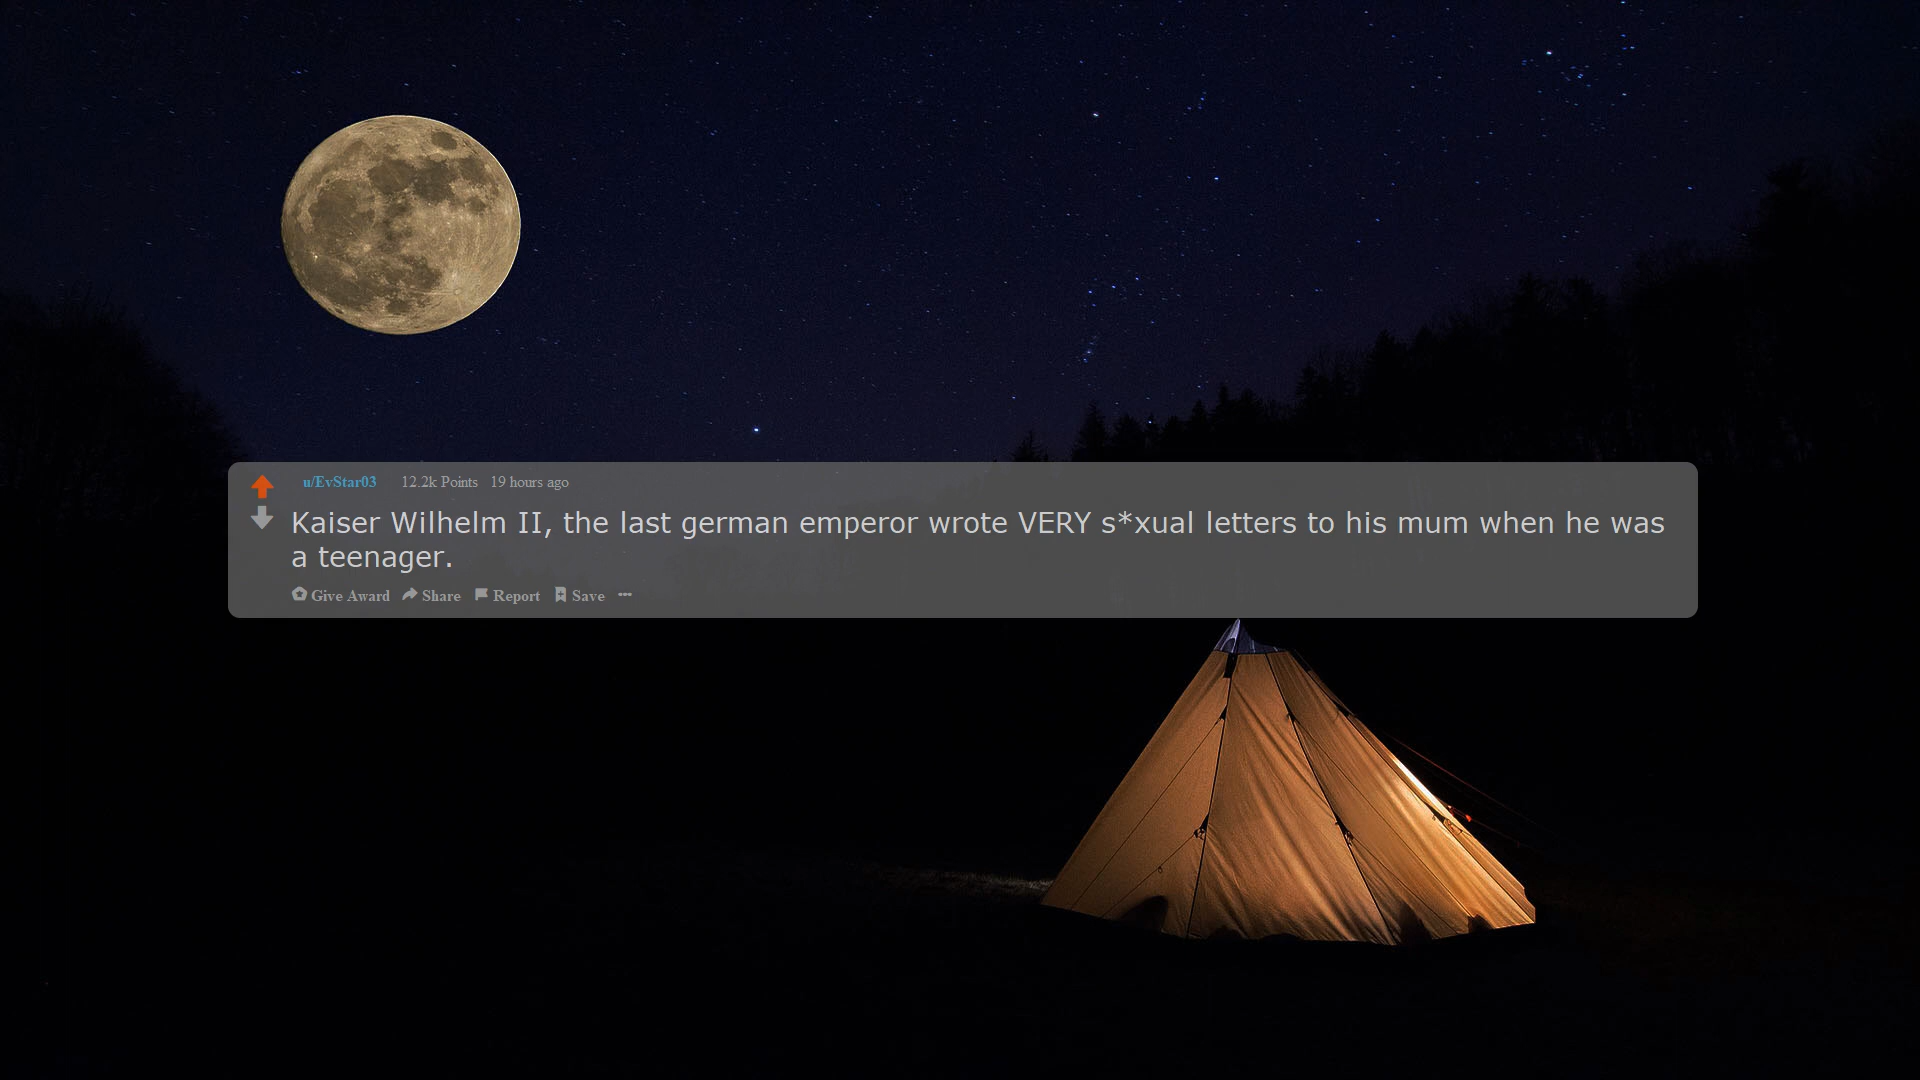 u/EvStar03 12.2k Points 19 hours ago
Kaiser Wilhelm II, the last german emperor wrote VERY s*xual letters to his mum when he was
a teenager.
Give Award Share Report Save